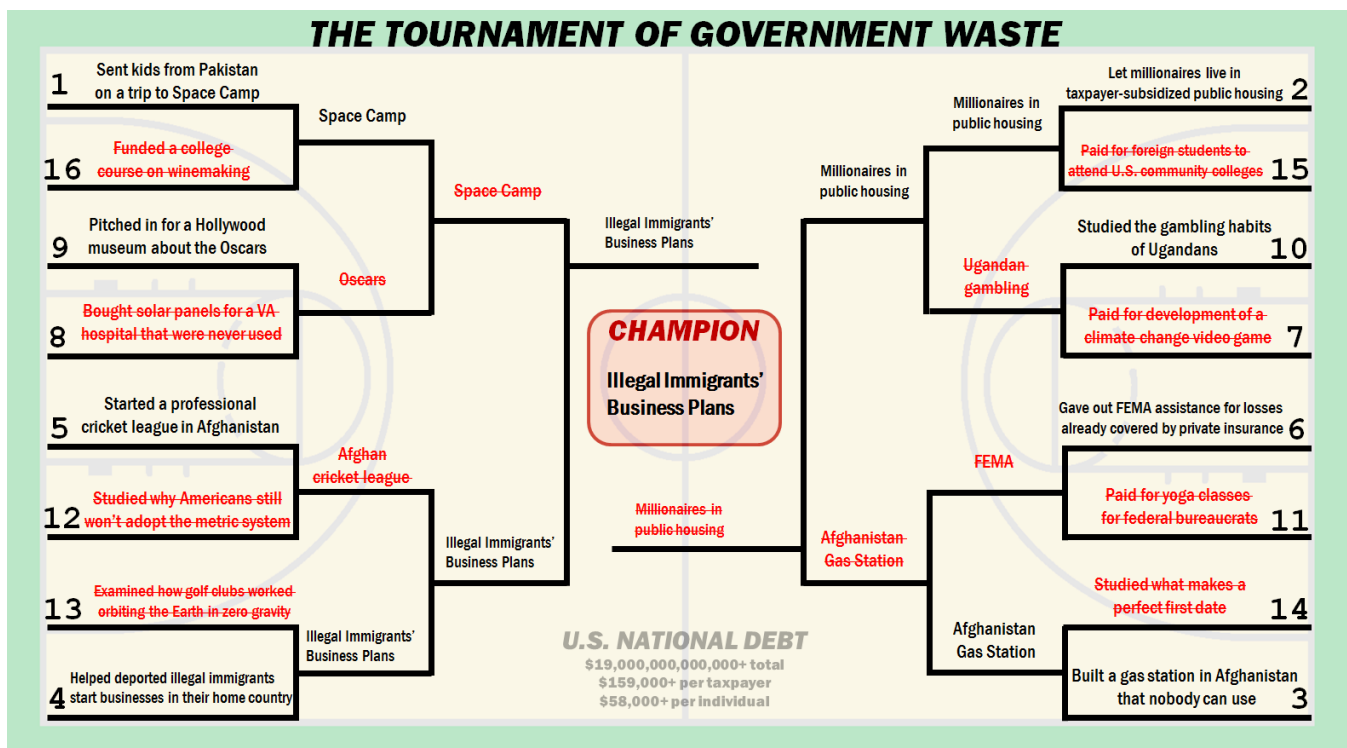 THE TOURNAMENT OF GOVERNMENT WASTE
1
Sent kids from Pakistan
on a trip to Space Camp
16
Funded a college
course on winemaking
9
Pitched in for a Hollywood
museum about the Oscars
8
Bought solar panels for a VA
hospital that were never used
5
Started a professional
cricket league in Afghanistan
12
Studied why Americans still
won't adopt the metric system
13
Examined how golf clubs worked
orbiting the Earth in zero gravity
4
Helped deported illegal immigrants
start businesses in their home country
Space Camp
Oscars
Afghan
cricket league
Illegal Immigrants'
Business Plans
Space Camp
Illegal Immigrants'
Business Plans
Illegal Immigrants'
Business Plans
CHAMPION
Illegal Immigrants'
Business Plans
Millionaires in
public housing
U.S. NATIONAL DEBT
$19,000,000,000,000+ total
$159,000+ per taxpayer
$58,000+ per individual
Millionaires in
public housing
Afghanistan
Gas Station
Millionaires in
public housing
Ugandan
gambling
FEMA
Afghanistan
Gas Station
Let millionaires live in
taxpayer-subsidized public housing
2
Paid for foreign students to
attend U.S. community colleges
15
Studied the gambling habits
of Ugandans
10
Paid for development of a
climate change video game
7
Gave out FEMA assistance for losses
already covered by private insurance
6
Paid for yoga classes
for federal bureaucrats
11
Studied what makes a
perfect first date
14
Built a gas station in Afghanistan
that nobody can use
3